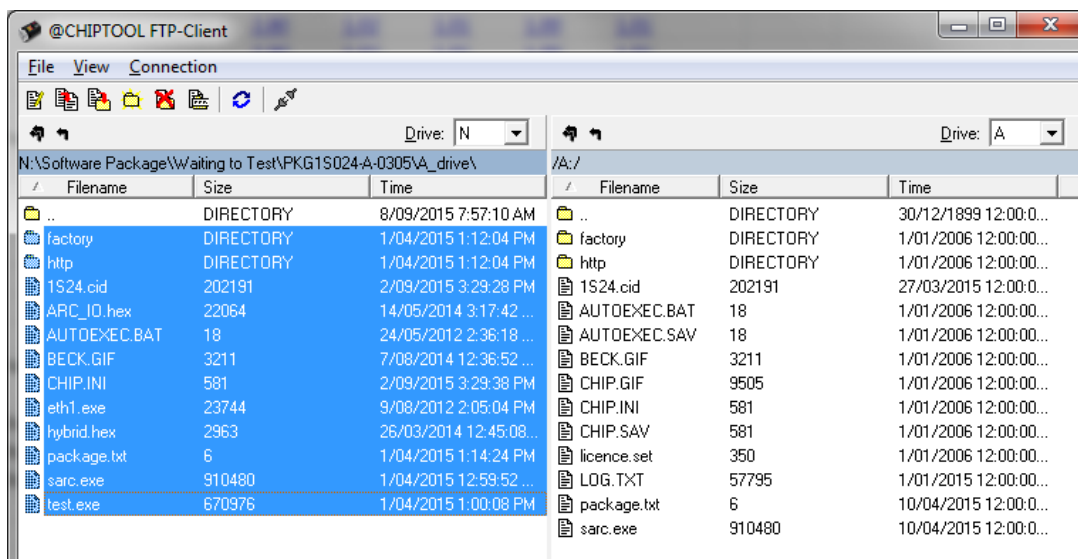 @CHIPTOOL FTP-Client
File View Connection
Drive: N Drive: A
N:\Software Package\Waiting to Test\PKG1S024-A-0305\A_drive\ /A:/
Filename Size Time Filename Size Time
.. DIRECTORY 8/09/2015 7:57:10 AM .. DIRECTORY 30/12/1899 12:00:0...
factory DIRECTORY 1/04/2015 1:12:04 PM factory DIRECTORY 1/01/2006 12:00:00...
http DIRECTORY 1/04/2015 1:12:04 PM http DIRECTORY 1/01/2006 12:00:00...
1S24.cid 202191 2/09/2015 3:29:28 PM 1S24.cid 202191 27/03/2015 12:00:0...
ARC_IO.hex 22064 14/05/2014 3:17:42 ... AUTOEXEC.BAT 18 1/01/2006 12:00:00...
AUTOEXEC.BAT 18 24/05/2012 2:36:18 ... AUTOEXEC.SAV 18 1/01/2006 12:00:00...
BECK.GIF 3211 7/08/2014 12:36:52 ... BECK.GIF 3211 1/01/2006 12:00:00...
CHIP.INI 581 2/09/2015 3:29:38 PM CHIP.GIF 9505 1/01/2006 12:00:00...
eth1.exe 23744 9/08/2012 2:05:04 PM CHIP.INI 581 1/01/2006 12:00:00...
hybrid.hex 2963 26/03/2014 12:45:08... CHIP.SAV 581 1/01/2006 12:00:00...
package.txt 6 1/04/2015 1:14:24 PM licence.set 350 1/01/2006 12:00:00...
sarc.exe 910480 1/04/2015 12:59:52 ... LOG.TXT 57795 1/01/2015 12:00:00...
test.exe 670976 1/04/2015 1:00:08 PM package.txt 6 10/04/2015 12:00:0...
sarc.exe 910480 10/04/2015 12:00:0...